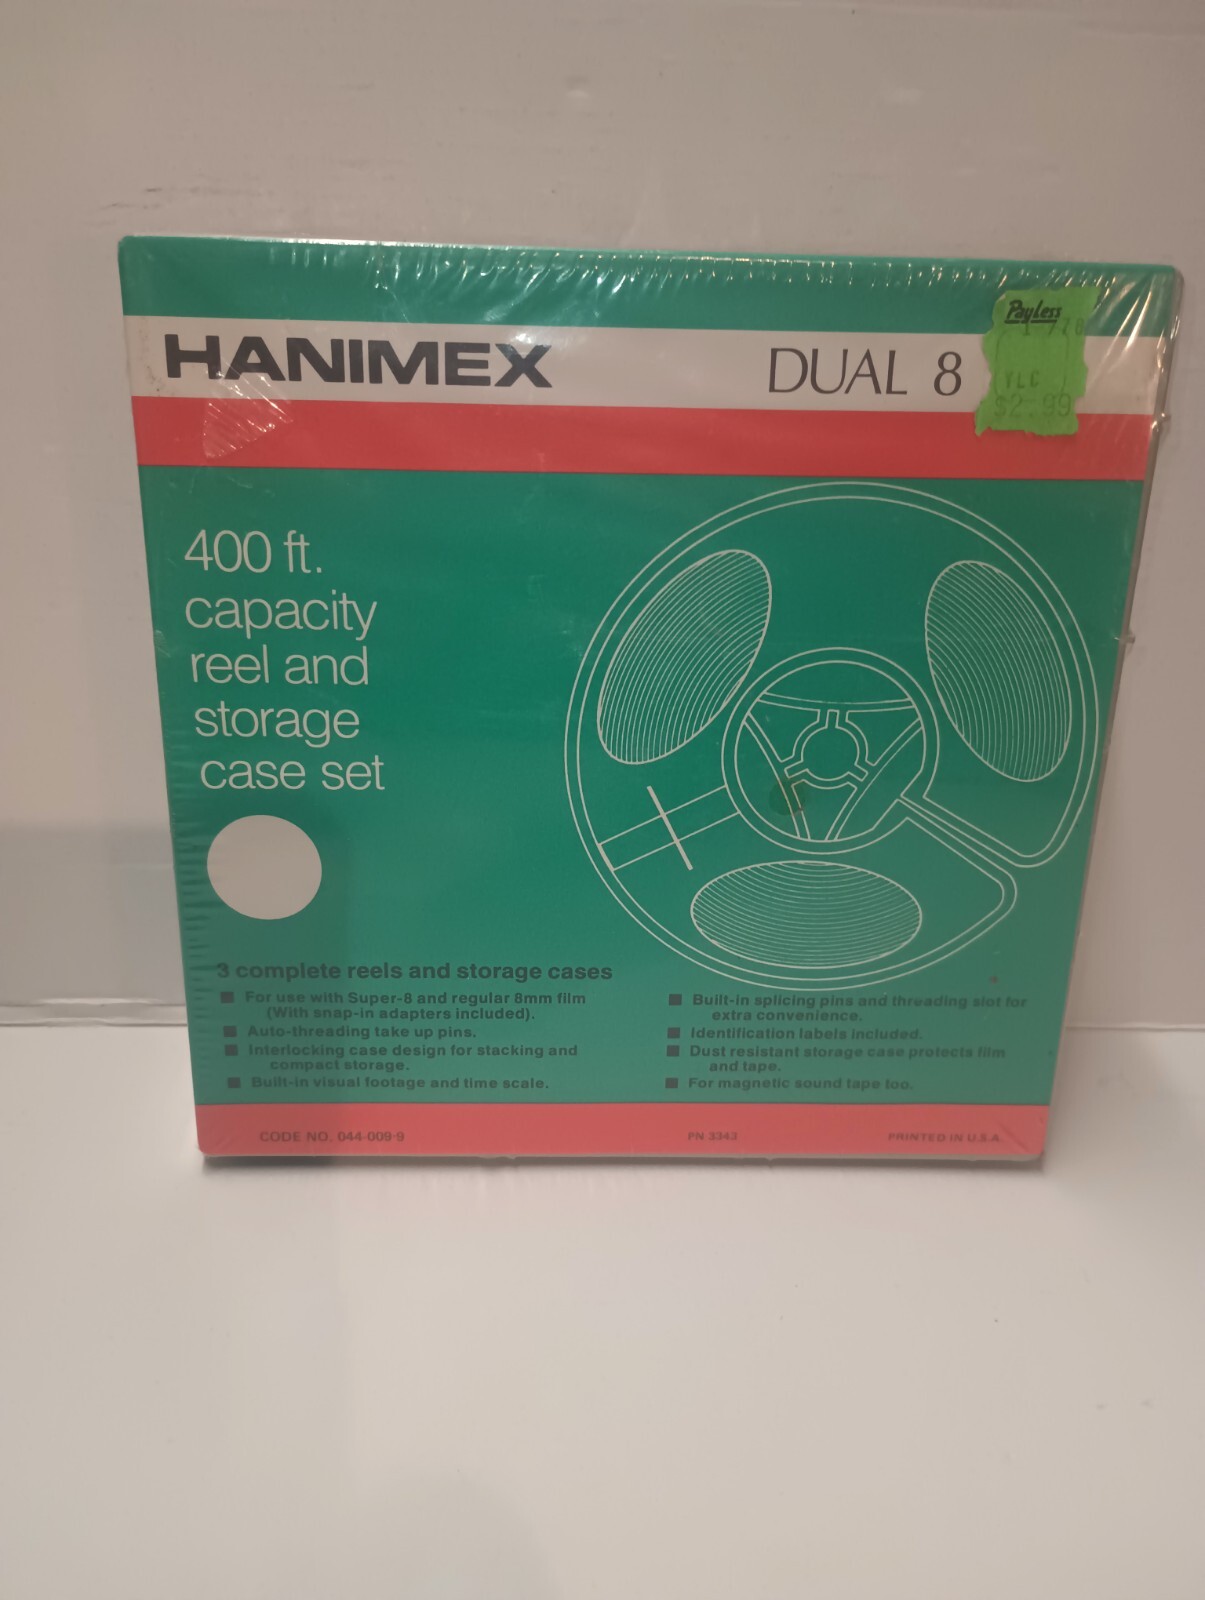 HANIMEX
DUAL 8
Payless
YLC
$2.99
400 ft.
capacity
reel and
storage
case set
3 complete reels and storage cases
■ For use with Super-8 and regular 8mm film
(With snap-in adapters included).
■ Auto-threading take up pins.
■ Interlocking case design for stacking and
compact storage.
■ Built-in visual footage and time scale.
■ Built-in splicing pins and threading slot for
extra convenience.
■ Identification labels included.
■ Dust resistant storage case protects film
and tape.
■ For magnetic sound tape too.
CODE NO. 044-009-9
PN 3343
PRINTED IN U.S.A.